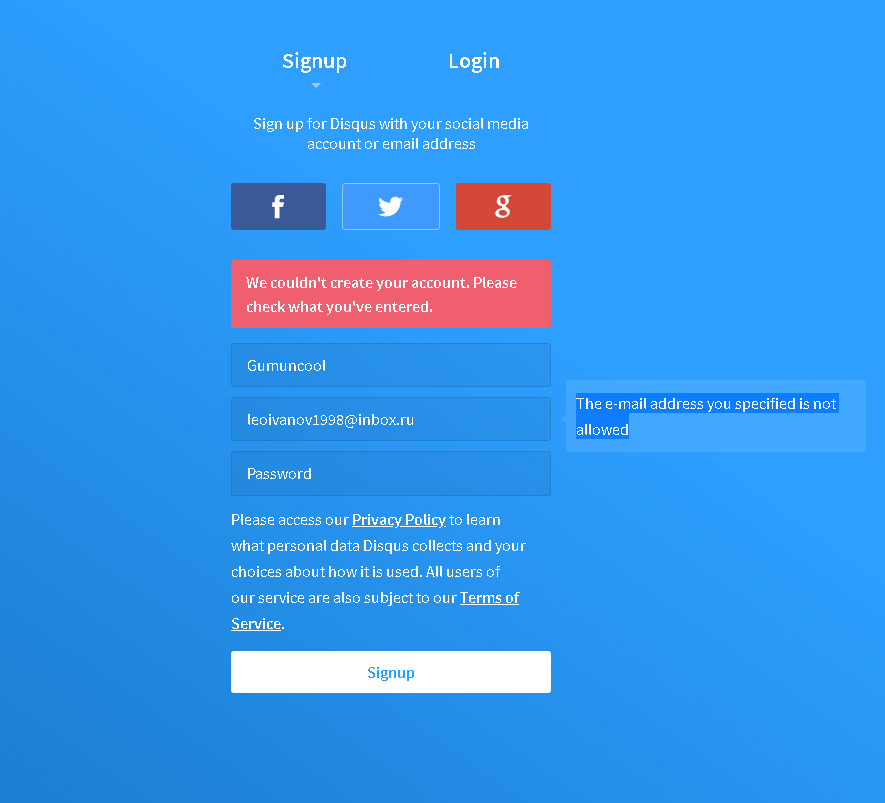 Signup
Login
Sign up for Disqus with your social media
account or email address
We couldn't create your account. Please
check what you've entered.
Gumuncool
leoivanov1998@inbox.ru
The e-mail address you specified is not
allowed
Password
Please access our Privacy Policy to learn
what personal data Disqus collects and your
choices about how it is used. All users of
our service are also subject to our Terms of
Service.
Signup